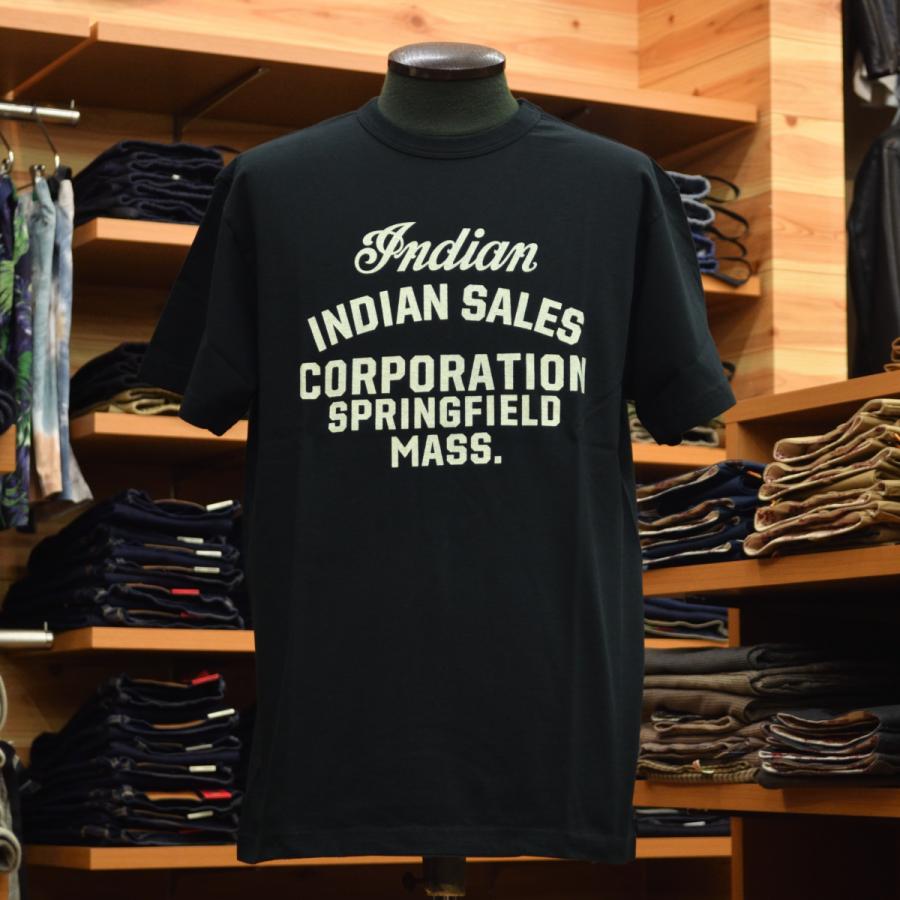 Indian
INDIAN SALES
CORPORATION
SPRINGFIELD
MASS.